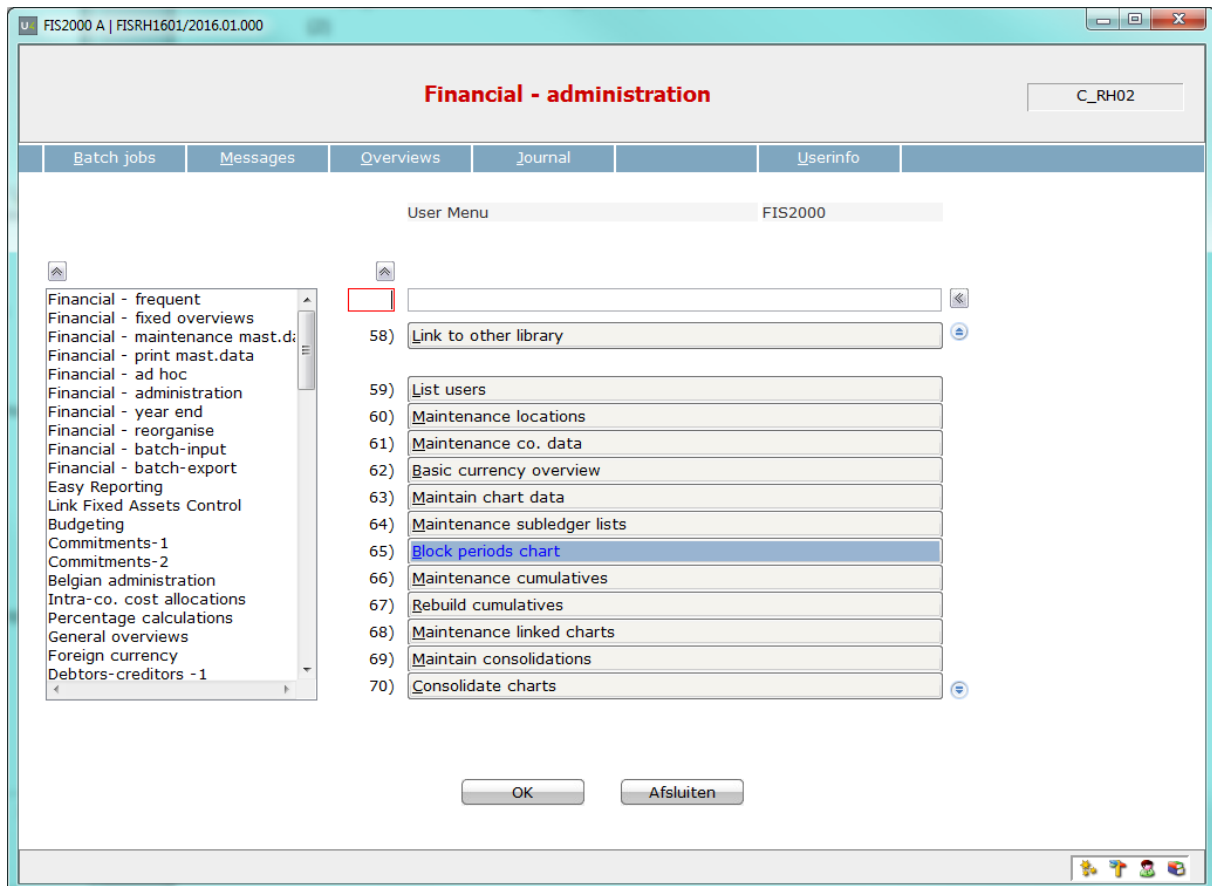 U4 FIS2000 A | FISRH1601/2016.01.000
Financial - administration
C_RH02
Batch jobs Messages Overviews Journal Userinfo
User Menu FIS2000
Financial - frequent
Financial - fixed overviews
Financial - maintenance mast.da
Financial - print mast.data
Financial - ad hoc
Financial - administration
Financial - year end
Financial - reorganise
Financial - batch-input
Financial - batch-export
Easy Reporting
Link Fixed Assets Control
Budgeting
Commitments-1
Commitments-2
Belgian administration
Intra-co. cost allocations
Percentage calculations
General overviews
Foreign currency
Debtors-creditors -1
58) Link to other library
59) List users
60) Maintenance locations
61) Maintenance co. data
62) Basic currency overview
63) Maintain chart data
64) Maintenance subledger lists
65) Block periods chart
66) Maintenance cumulatives
67) Rebuild cumulatives
68) Maintenance linked charts
69) Maintain consolidations
70) Consolidate charts
OK Afsluiten